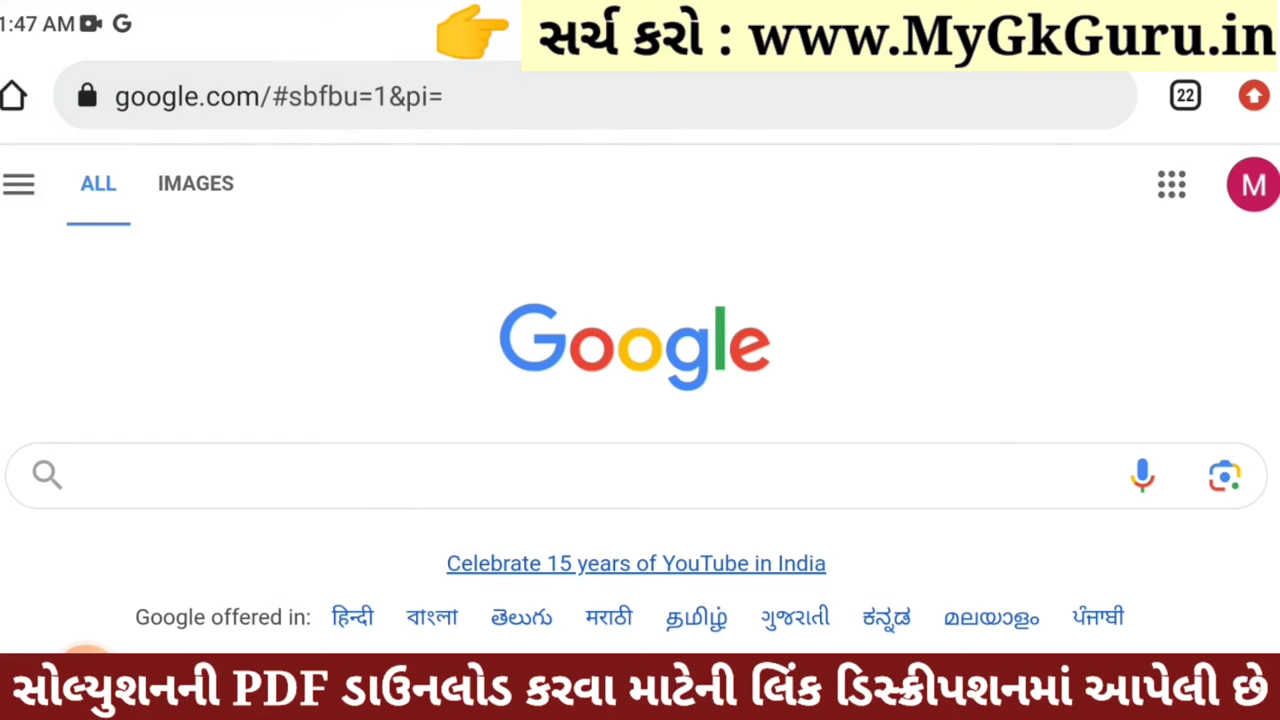 1:47 AM G
સર્ચ કરો : www.MyGkGuru.in
google.com/#sbfbu=1&pi=
22
ALL IMAGES
M
Google
Celebrate 15 years of YouTube in India
Google offered in: हिन्दी বাংলা తెలుగు मराठी தமிழ் ગુજરાતી ಕನ್ನಡ മലയാളം ਪੰਜਾਬੀ
સોલ્યુશનની PDF ડાઉનલોડ કરવા માટેની લિંક ડિસ્ક્રીપશનમાં આપેલી છે